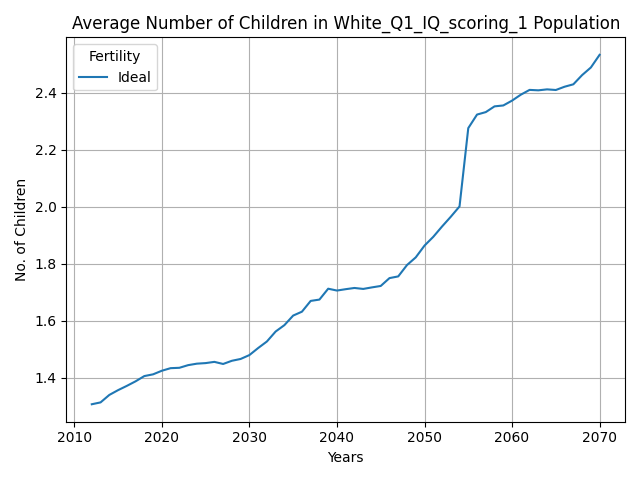 Average Number of Children in White_Q1_IQ_scoring_1 Population
Fertility
Ideal
No. of Children
2.4
2.2
2.0
1.8
1.6
1.4
2010 2020 2030 2040 2050 2060 2070
Years